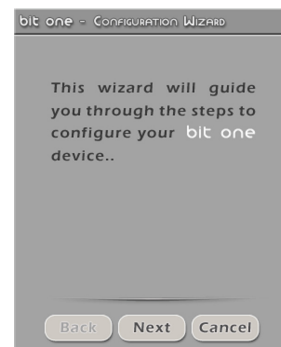 bit one - Configuration Wizard
This wizard will guide
you through the steps to
configure your bit one
device..
Back Next Cancel